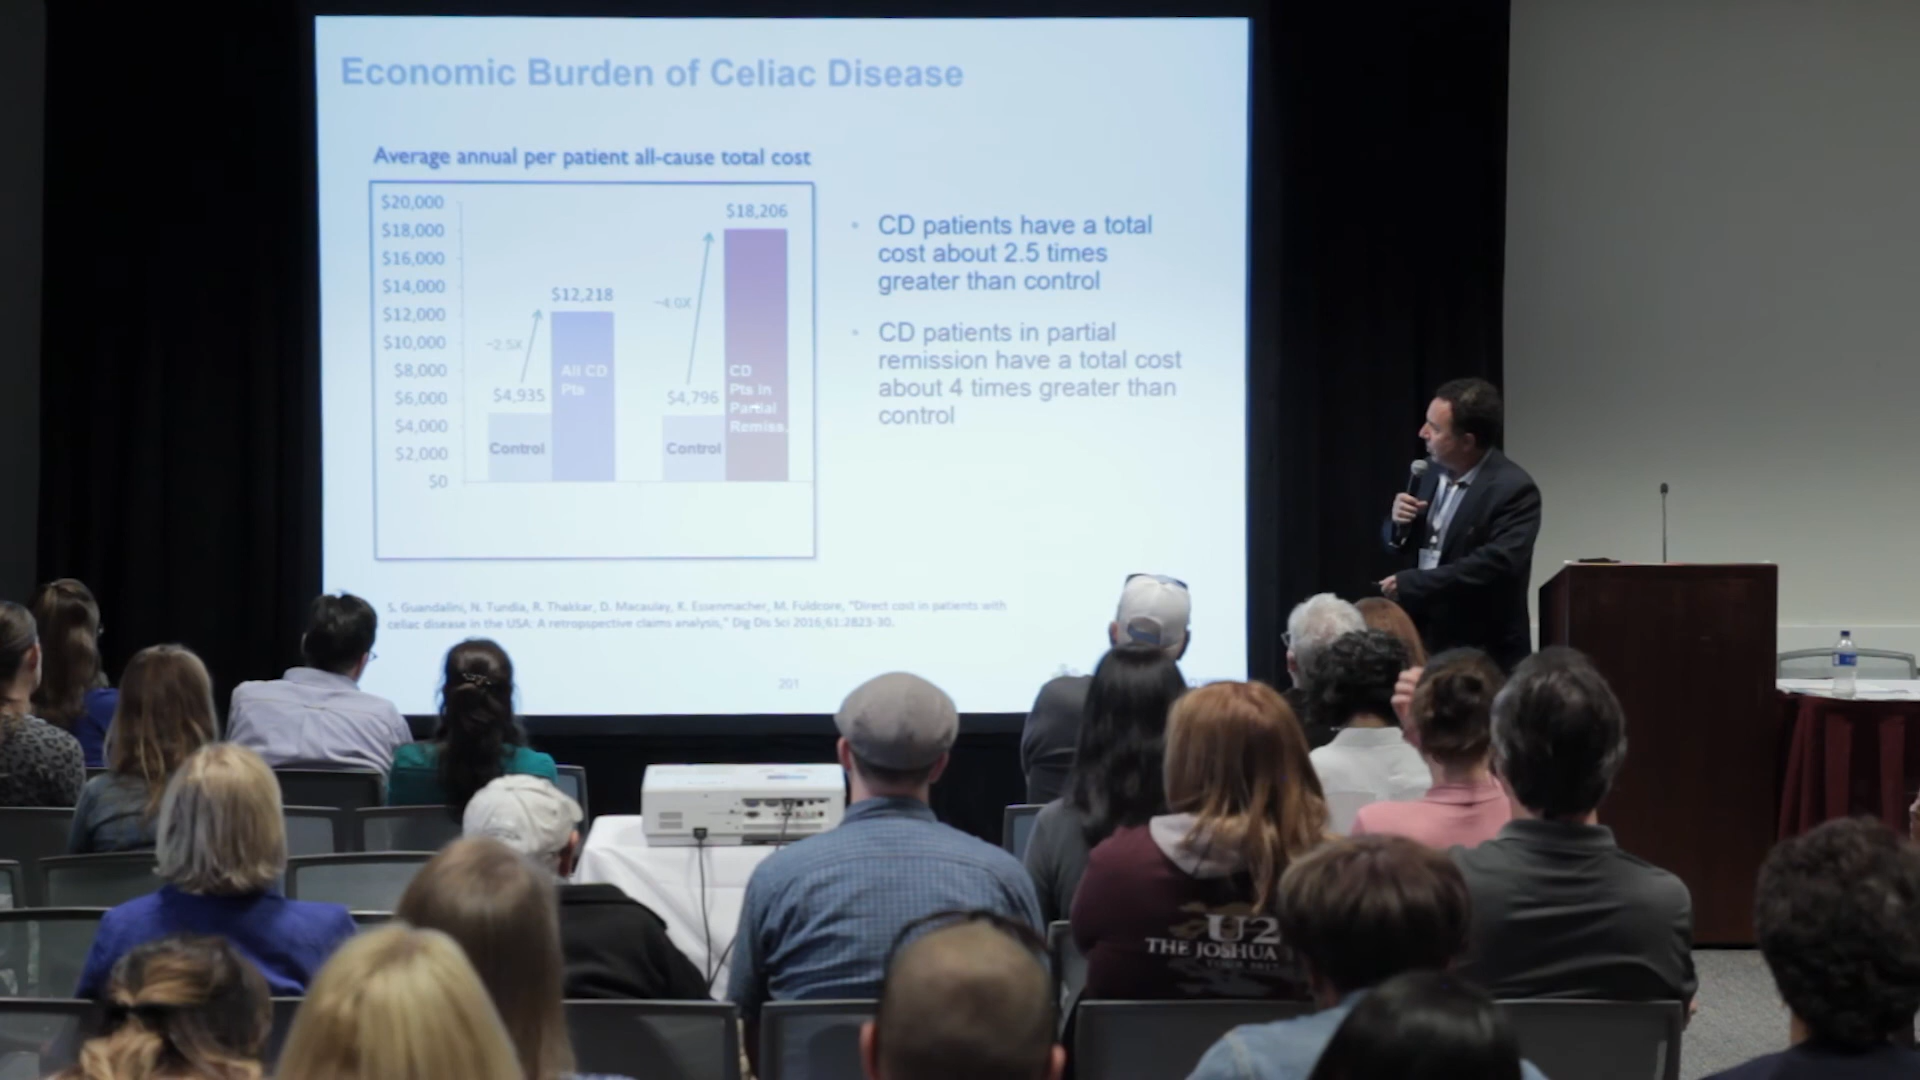 Economic Burden of Celiac Disease
Average annual per patient all-cause total cost
$20,000
$18,000
$16,000
$14,000
$12,000
$10,000
$8,000
$6,000
$4,000
$2,000
$0
~2.5X
$4,935
Control
$12,218
All CD
Pts
~4.0X
$4,796
Control
$18,206
CD
Pts in
Partial
Remiss.
• CD patients have a total
cost about 2.5 times
greater than control
• CD patients in partial
remission have a total cost
about 4 times greater than
control
S. Guandalini, N. Tundia, R. Thakkar, D. Macaulay, K. Essenmacher, M. Fuldcore, "Direct cost in patients with
celiac disease in the USA: A retropspective claims analysis," Dig Dis Sci 2016;61:2823-30.
201
U2
THE JOSHUA